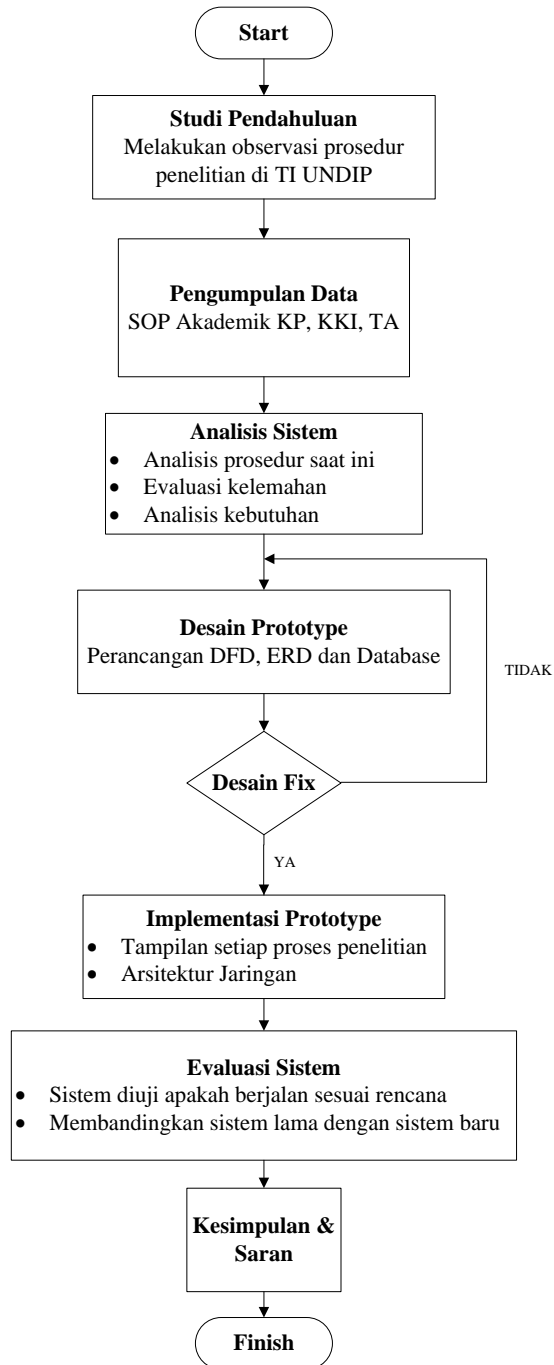 Start
Studi Pendahuluan
Melakukan observasi prosedur
penelitian di TI UNDIP
Pengumpulan Data
SOP Akademik KP, KKI, TA
Analisis Sistem
• Analisis prosedur saat ini
• Evaluasi kelemahan
• Analisis kebutuhan
Desain Prototype
Perancangan DFD, ERD dan Database
TIDAK
Desain Fix
YA
Implementasi Prototype
• Tampilan setiap proses penelitian
• Arsitektur Jaringan
Evaluasi Sistem
• Sistem diuji apakah berjalan sesuai rencana
• Membandingkan sistem lama dengan sistem baru
Kesimpulan &
Saran
Finish